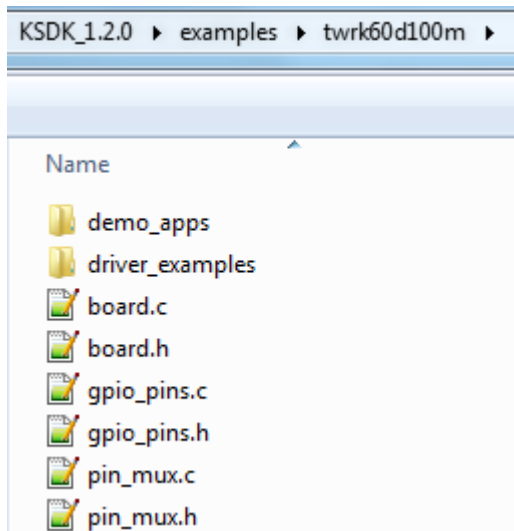 KSDK_1.2.0 ▸ examples ▸ twrk60d100m ▸
Name
demo_apps
driver_examples
board.c
board.h
gpio_pins.c
gpio_pins.h
pin_mux.c
pin_mux.h